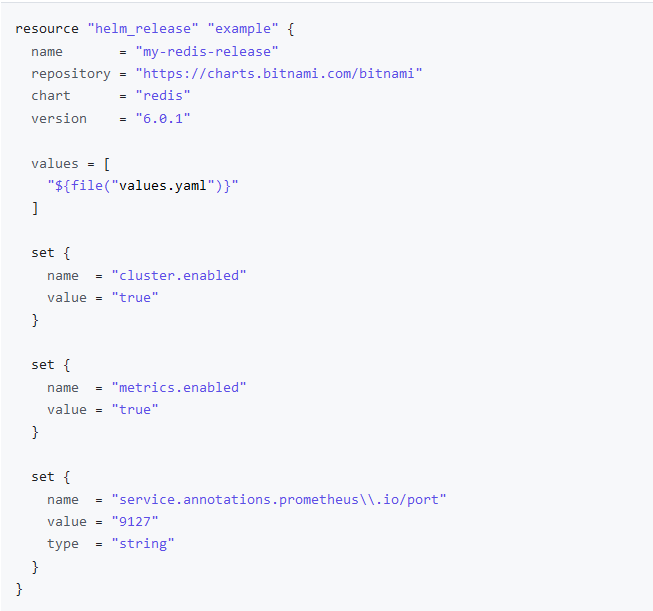 resource "helm_release" "example" {
  name       = "my-redis-release"
  repository = "https://charts.bitnami.com/bitnami"
  chart      = "redis"
  version    = "6.0.1"

  values = [
    "${file("values.yaml")}"
  ]

  set {
    name  = "cluster.enabled"
    value = "true"
  }

  set {
    name  = "metrics.enabled"
    value = "true"
  }

  set {
    name  = "service.annotations.prometheus\\.io/port"
    value = "9127"
    type  = "string"
  }
}